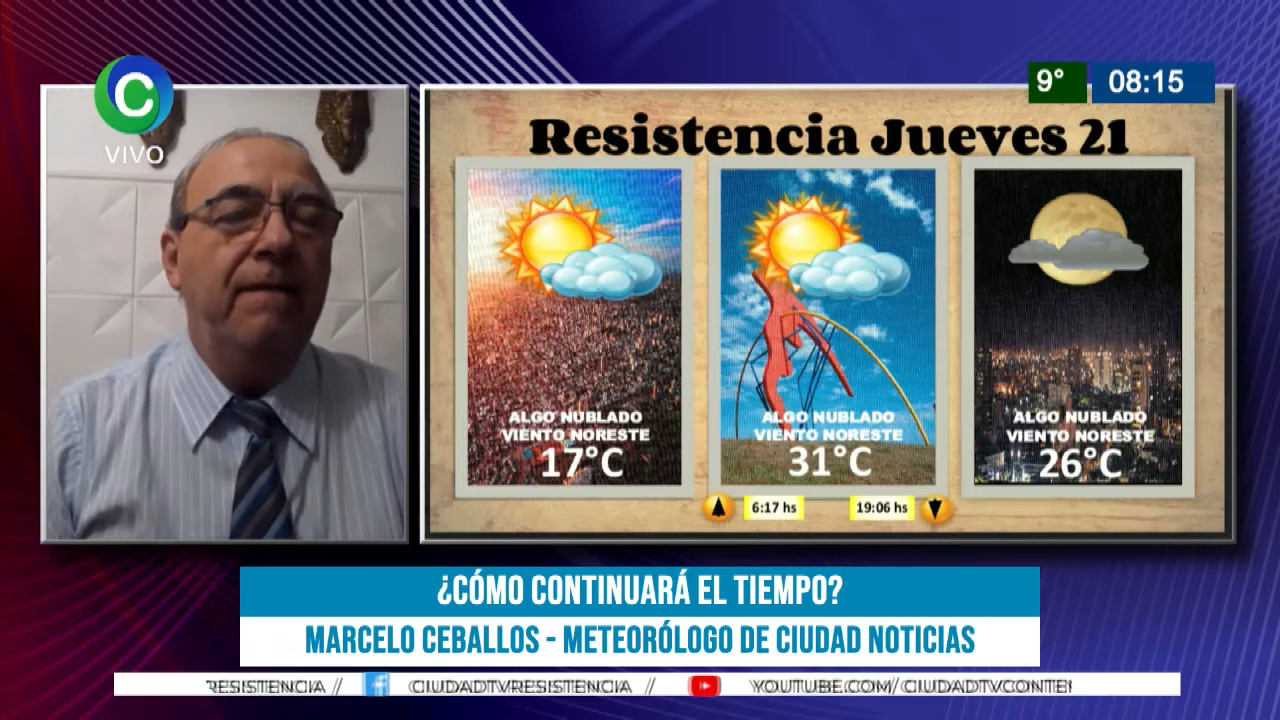 C
VIVO
9° 08:15
Resistencia Jueves 21
ALGO NUBLADO
VIENTO NORESTE
17°C
ALGO NUBLADO
VIENTO NORESTE
31°C
ALGO NUBLADO
VIENTO NORESTE
26°C
6:17 hs 19:06 hs
¿CÓMO CONTINUARÁ EL TIEMPO?
MARCELO CEBALLOS - METEORÓLOGO DE CIUDAD NOTICIAS
RESISTENCIA // CIUDADTVRESISTENCIA // YOUTUBE.COM/CIUDADTVCONTEN